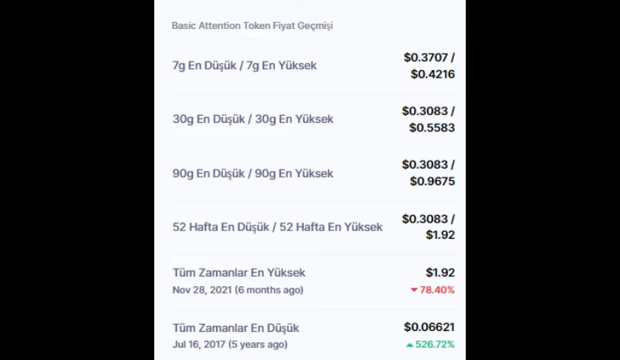 Basic Attention Token Fiyat Geçmişi
7g En Düşük / 7g En Yüksek
$0.3707 /
$0.4216
30g En Düşük / 30g En Yüksek
$0.3083 /
$0.5583
90g En Düşük / 90g En Yüksek
$0.3083 /
$0.9675
52 Hafta En Düşük / 52 Hafta En Yüksek
$0.3083 /
$1.92
Tüm Zamanlar En Yüksek
$1.92
Nov 28, 2021 (6 months ago)
78.40%
Tüm Zamanlar En Düşük
$0.06621
Jul 16, 2017 (5 years ago)
526.72%